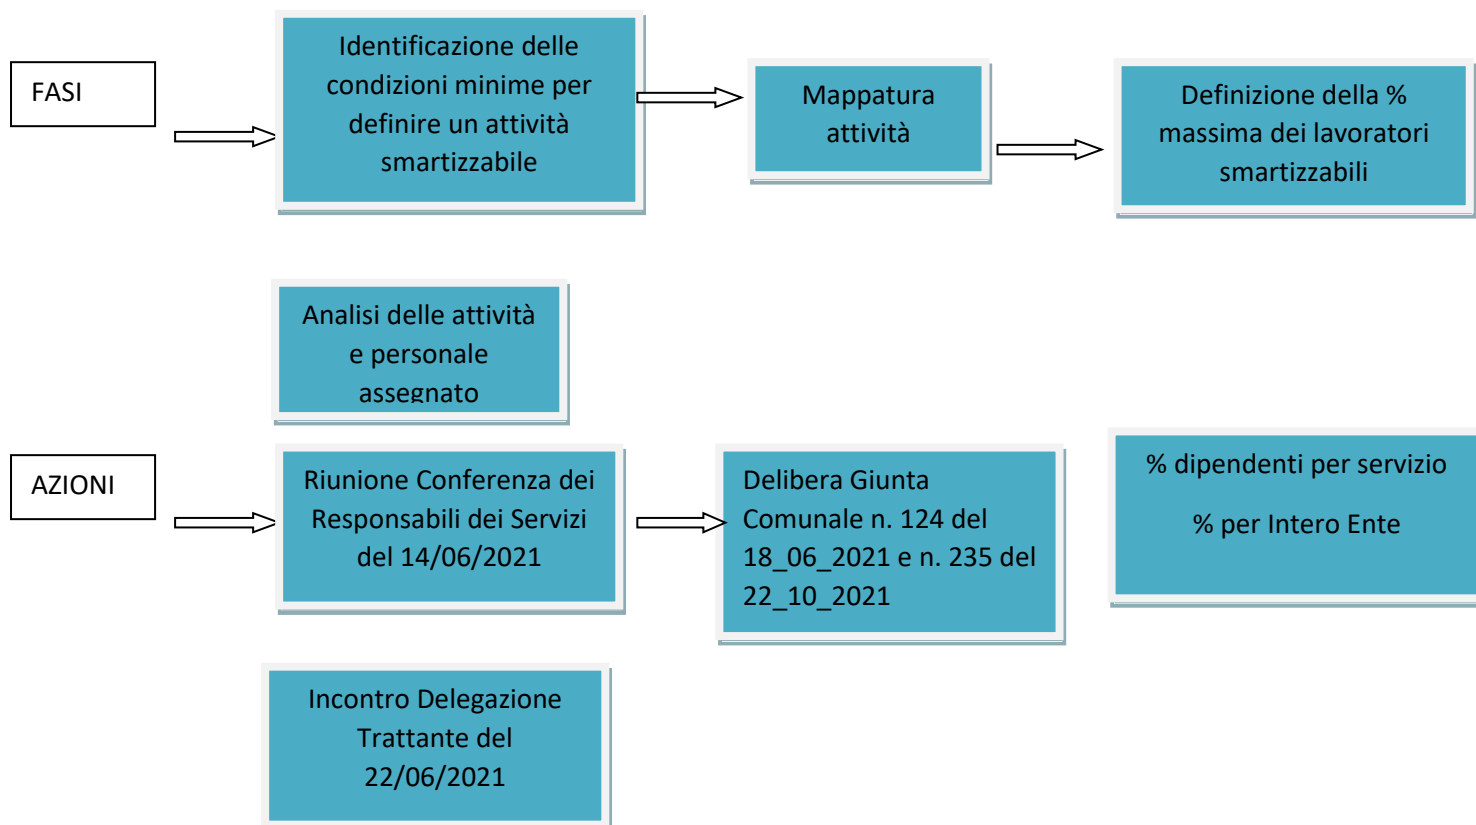 FASI
Identificazione delle
condizioni minime per
definire un attività
smartizzabile
Mappatura
attività
Definizione della %
massima dei lavoratori
smartizzabili
Analisi delle attività
e personale
assegnato
AZIONI
Riunione Conferenza dei
Responsabili dei Servizi
del 14/06/2021
Delibera Giunta
Comunale n. 124 del
18_06_2021 e n. 235 del
22_10_2021
% dipendenti per servizio
% per Intero Ente
Incontro Delegazione
Trattante del
22/06/2021